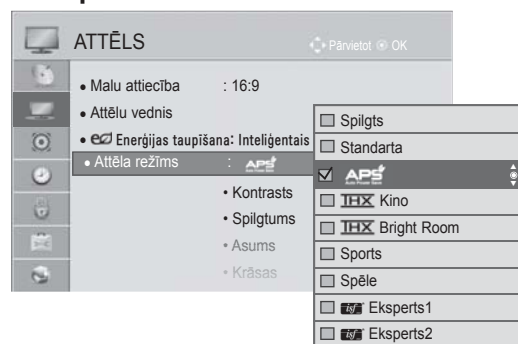 ATTĒLS
Pārvietot OK
• Malu attiecība : 16:9
• Attēlu vednis
• eco Enerģijas taupīšana: Inteliģentais
• Attēla režīms : APS
• Kontrasts
• Spilgtums
• Asums
• Krāsas
Spilgts
Standarta
APS
Auto Power Save
THX Kino
THX Bright Room
Sports
Spēle
isf Eksperts1
isf Eksperts2